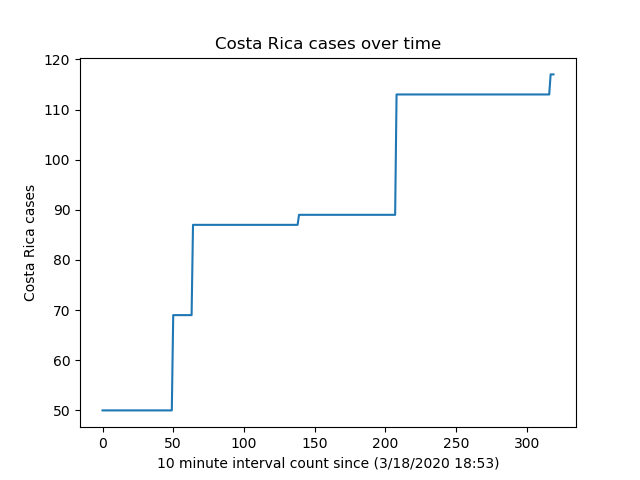 Costa Rica cases over time
120
110
100
90
80
70
60
50
Costa Rica cases
0 50 100 150 200 250 300
10 minute interval count since (3/18/2020 18:53)